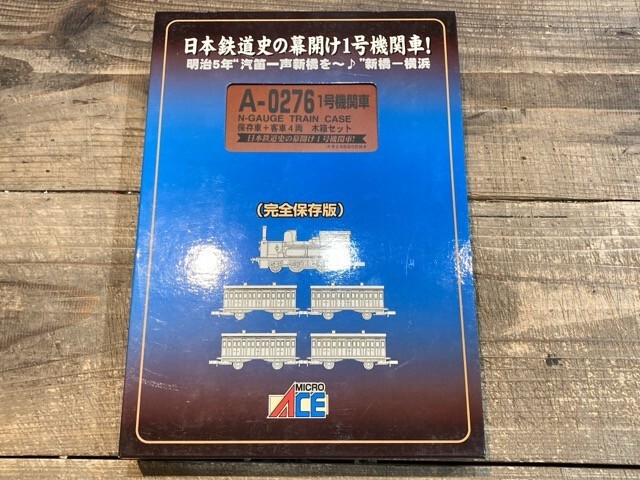 日本鉄道史の幕開け1号機関車!
明治5年“汽笛一声新橋を〜♪”新橋ー横浜
A-0276 1号機関車
N-GAUGE TRAIN CASE
保存車+客車4両 木箱セット
日本鉄道史の幕開け1号機関車!
(完全保存版)
MICRO
ACE